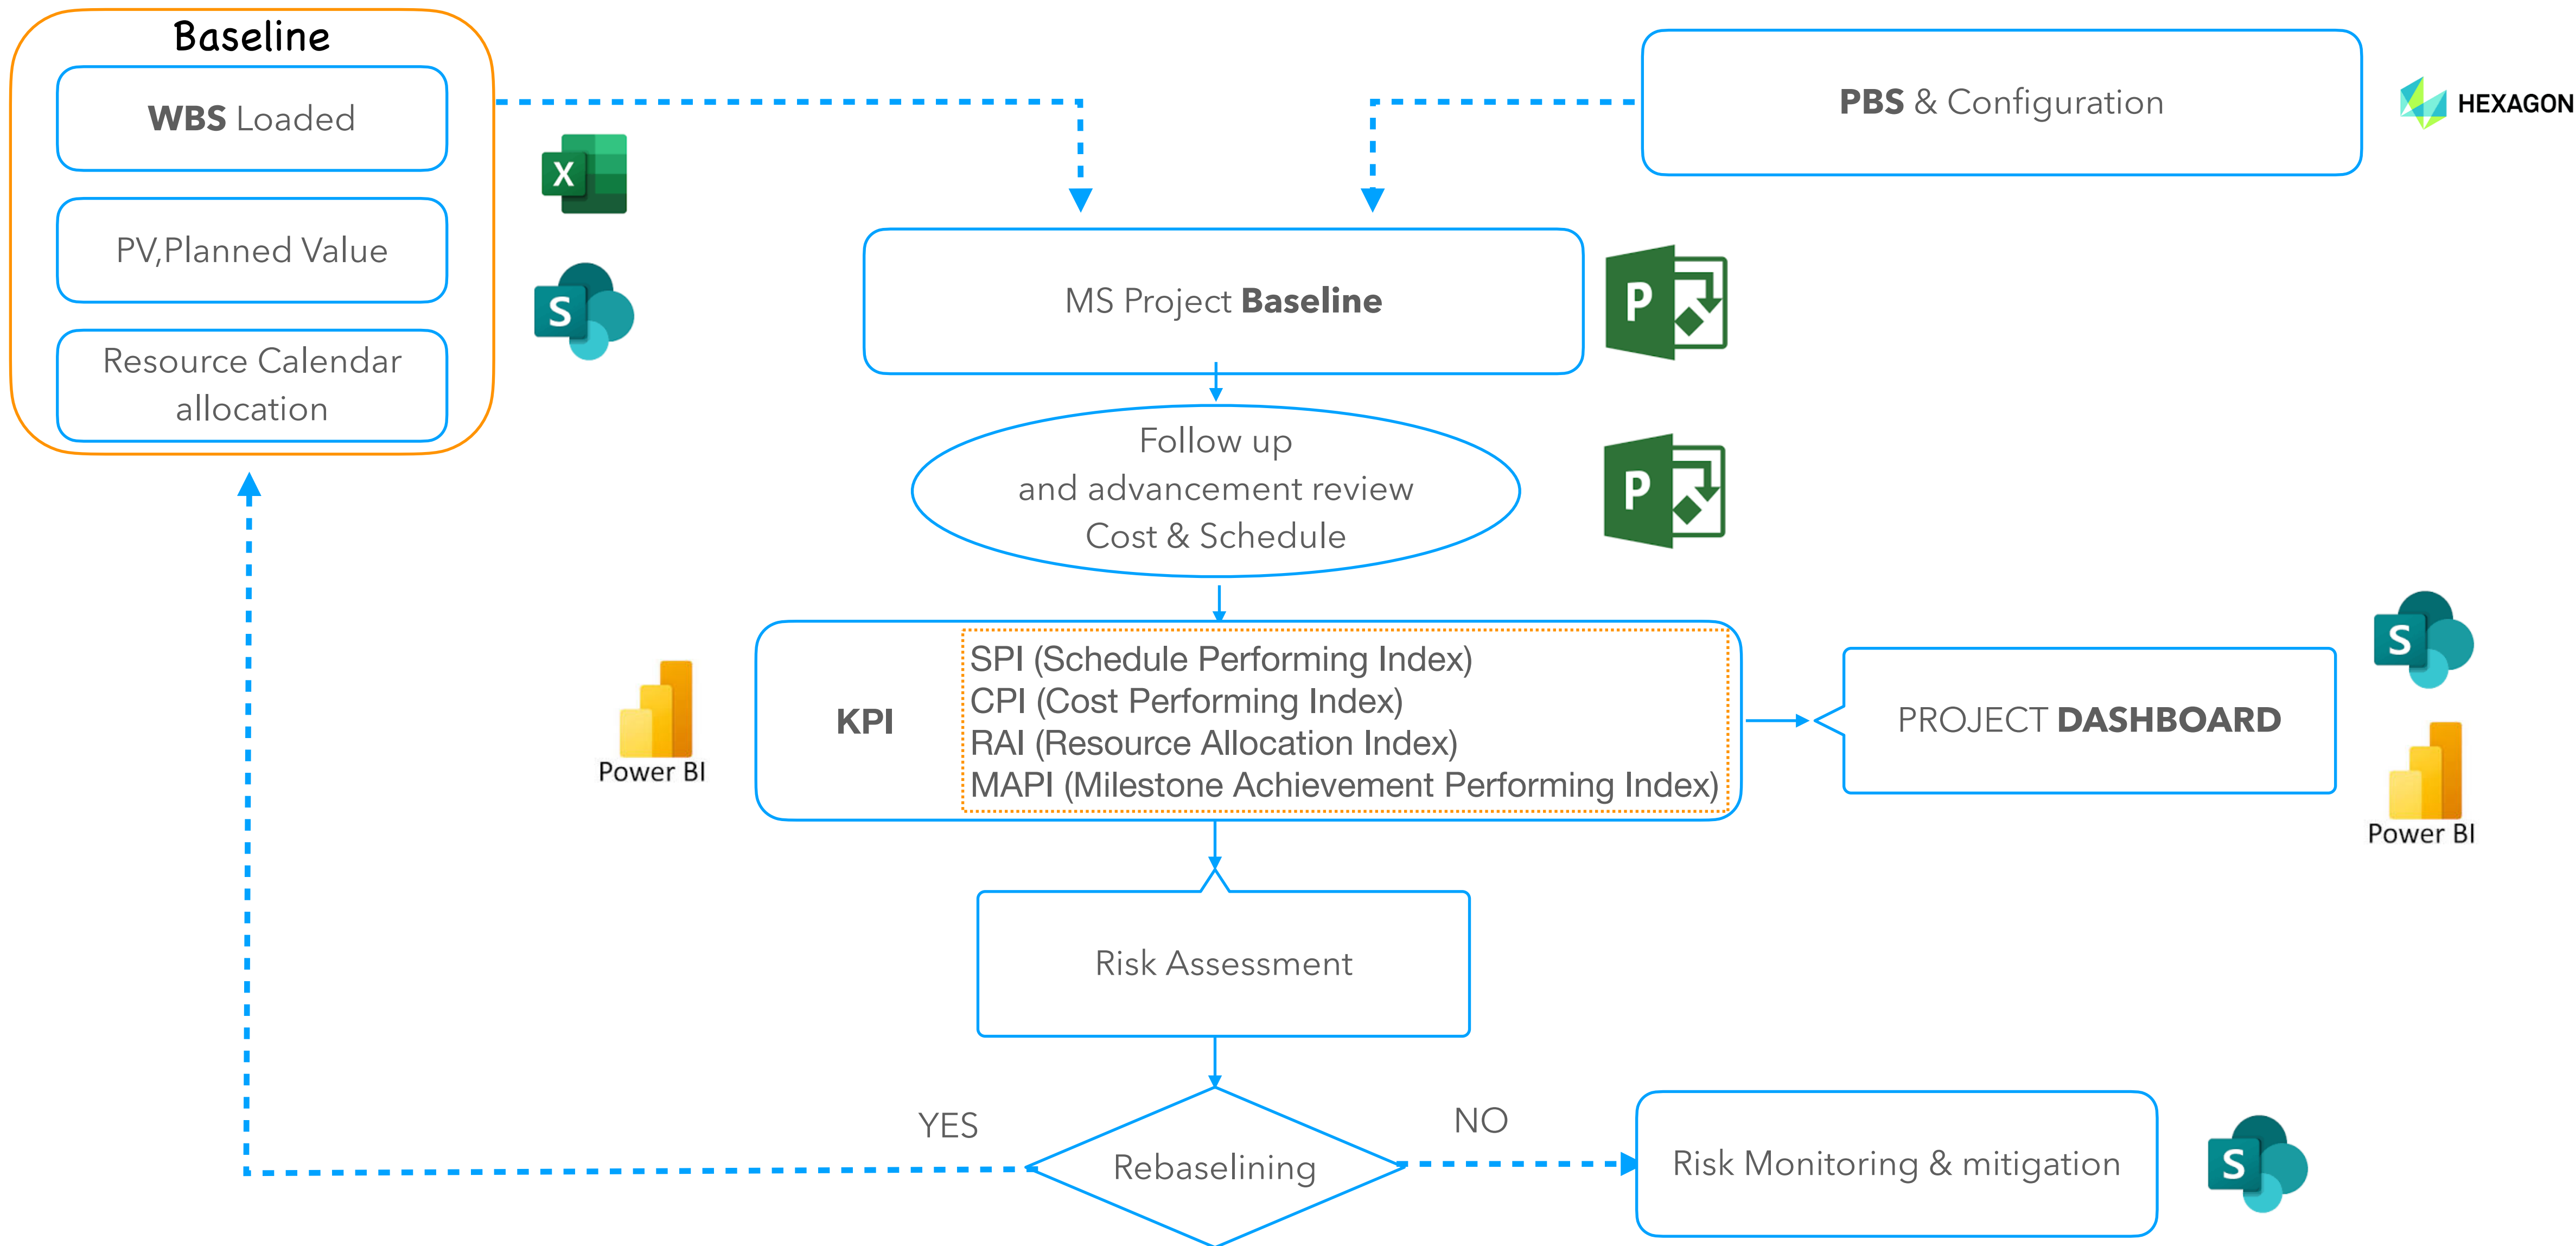 Baseline
WBS Loaded
PV,Planned Value
Resource Calendar
allocation
X
S
PBS & Configuration
HEXAGON
MS Project Baseline
P
Follow up
and advancement review
Cost & Schedule
P
Power BI
KPI
SPI (Schedule Performing Index)
CPI (Cost Performing Index)
RAI (Resource Allocation Index)
MAPI (Milestone Achievement Performing Index)
PROJECT DASHBOARD
S
Power BI
Risk Assessment
YES
Rebaselining
NO
Risk Monitoring & mitigation
S